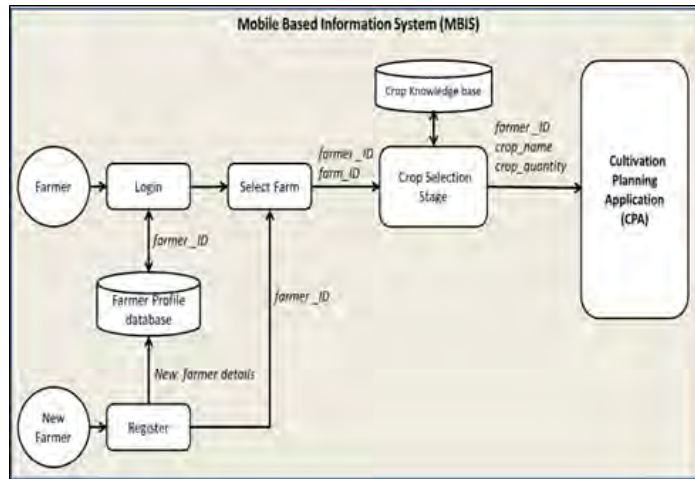 Mobile Based Information System (MBIS)
Crop Knowledge base
Farmer
Login
Select Farm
farmer_ID
farm_ID
Crop Selection
Stage
farmer_ID
crop_name
crop_quantity
Cultivation
Planning
Application
(CPA)
farmer_ID
Farmer Profile
database
farmer_ID
New farmer details
New
Farmer
Register